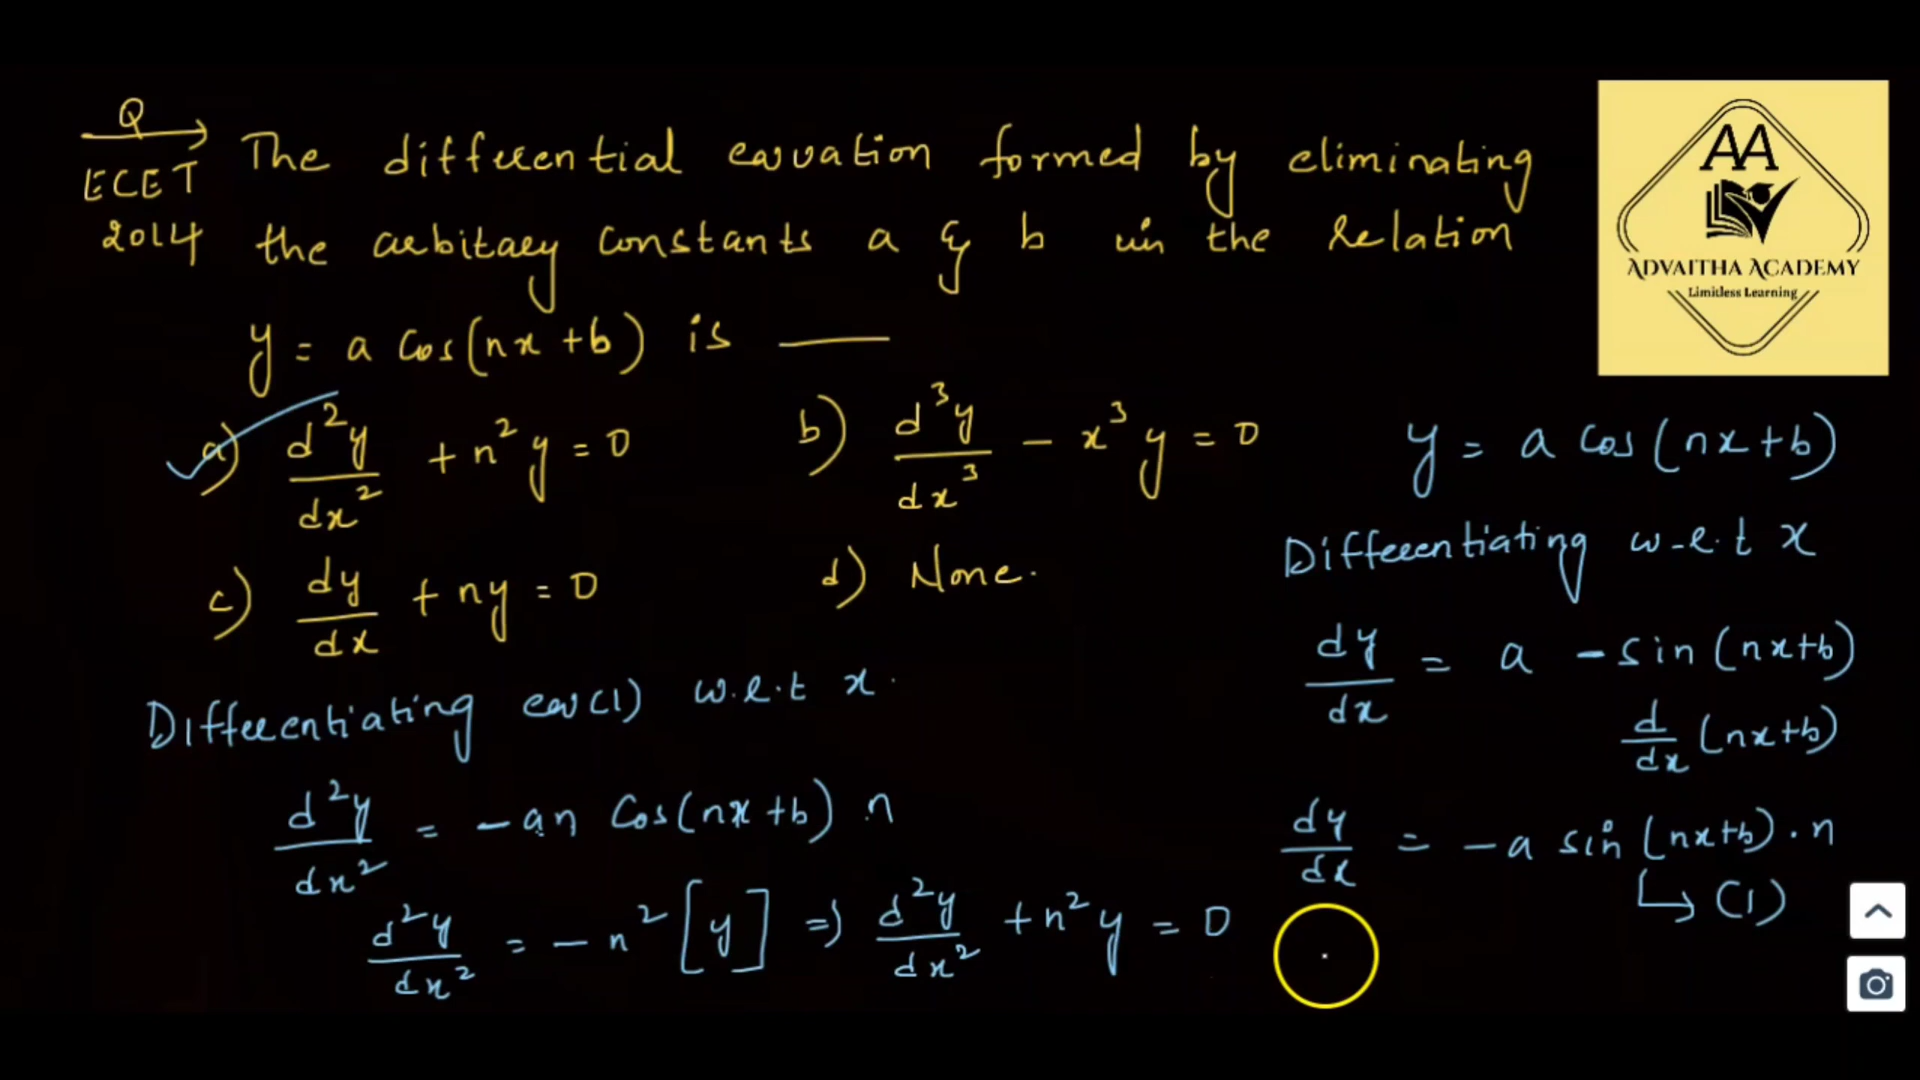 Q
ECET
2014
The differential equation formed by eliminating
the arbitary constants a & b in the relation
y = a cos(nx+b) is ____
a) d²y/dx² + n²y = 0
b) d³y/dx³ - x³y = 0
c) dy/dx + ny = 0
d) None.
y = a cos(nx+b)
Differentiating w.r.t x
dy/dx = a -sin(nx+b)
d/dx (nx+b)
dy/dx = -a sin(nx+b).n
↳ (1)
Differentiating eq(1) w.r.t x.
d²y/dx² = -an Cos(nx+b) n
d²y/dx² = -n²[y] => d²y/dx² + n²y = 0
AA
ADVAITHA ACADEMY
Limitless Learning